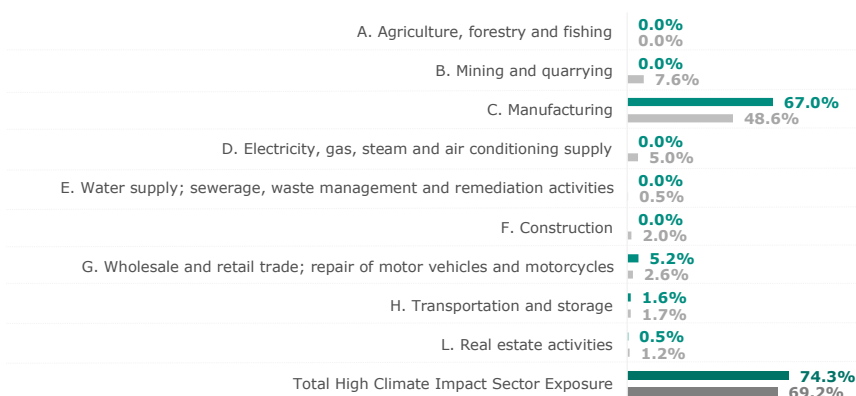 A. Agriculture, forestry and fishing
0.0%
0.0%
B. Mining and quarrying
0.0%
7.6%
C. Manufacturing
67.0%
48.6%
D. Electricity, gas, steam and air conditioning supply
0.0%
5.0%
E. Water supply; sewerage, waste management and remediation activities
0.0%
0.5%
F. Construction
0.0%
2.0%
G. Wholesale and retail trade; repair of motor vehicles and motorcycles
5.2%
2.6%
H. Transportation and storage
1.6%
1.7%
L. Real estate activities
0.5%
1.2%
Total High Climate Impact Sector Exposure
74.3%
69.2%